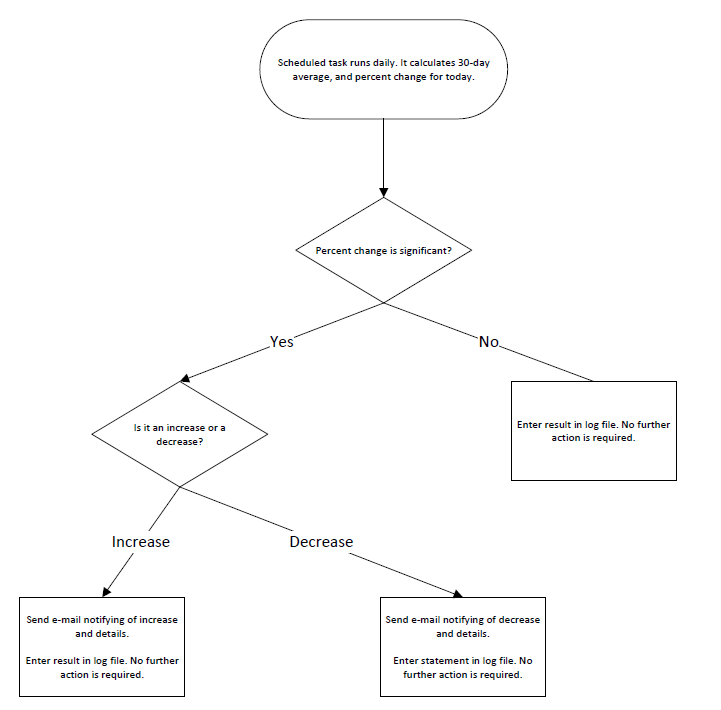 Scheduled task runs daily. It calculates 30-day
average, and percent change for today.
Percent change is significant?
Yes
No
Is it an increase or a
decrease?
Enter result in log file. No further
action is required.
Increase
Decrease
Send e-mail notifying of increase
and details.
Enter result in log file. No further
action is required.
Send e-mail notifying of decrease
and details.
Enter statement in log file. No
further action is required.